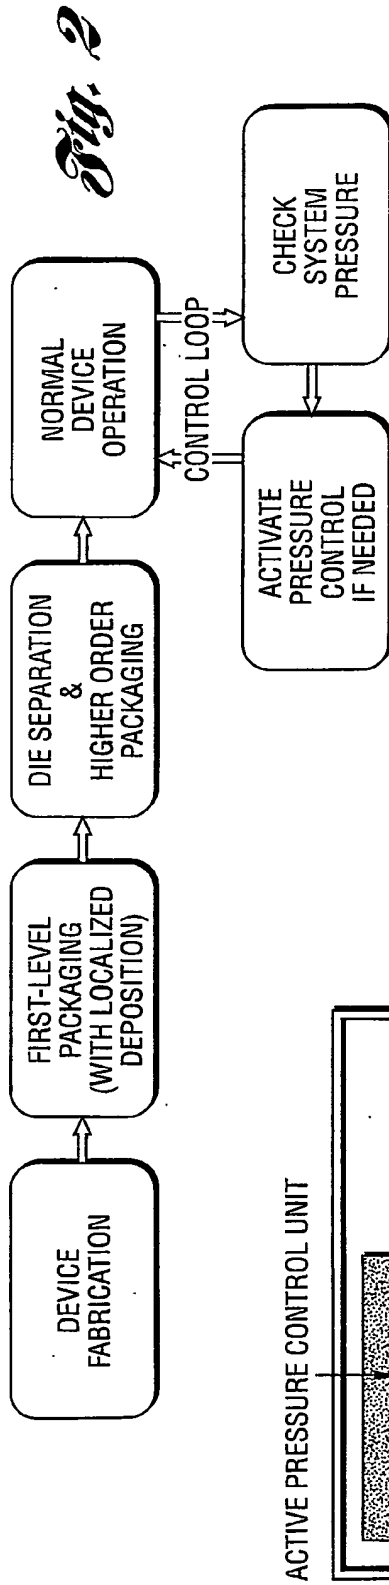 Fig. 2
DEVICE
FABRICATION
FIRST-LEVEL
PACKAGING
(WITH LOCALIZED
DEPOSITION)
DIE SEPARATION
&
HIGHER ORDER
PACKAGING
NORMAL
DEVICE
OPERATION
CONTROL LOOP
CHECK
SYSTEM
PRESSURE
ACTIVATE
PRESSURE
CONTROL
IF NEEDED
ACTIVE PRESSURE CONTROL UNIT